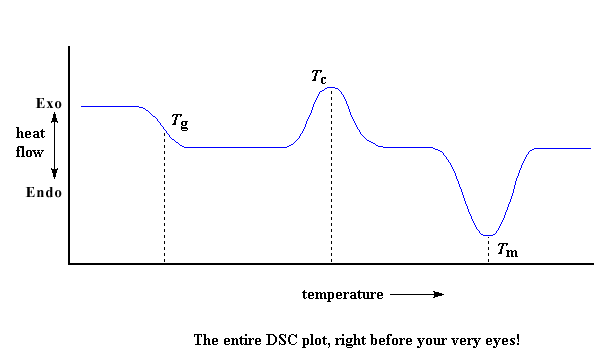 Tc
Exo
Tg
heat
flow
Endo
Tm
temperature
The entire DSC plot, right before your very eyes!